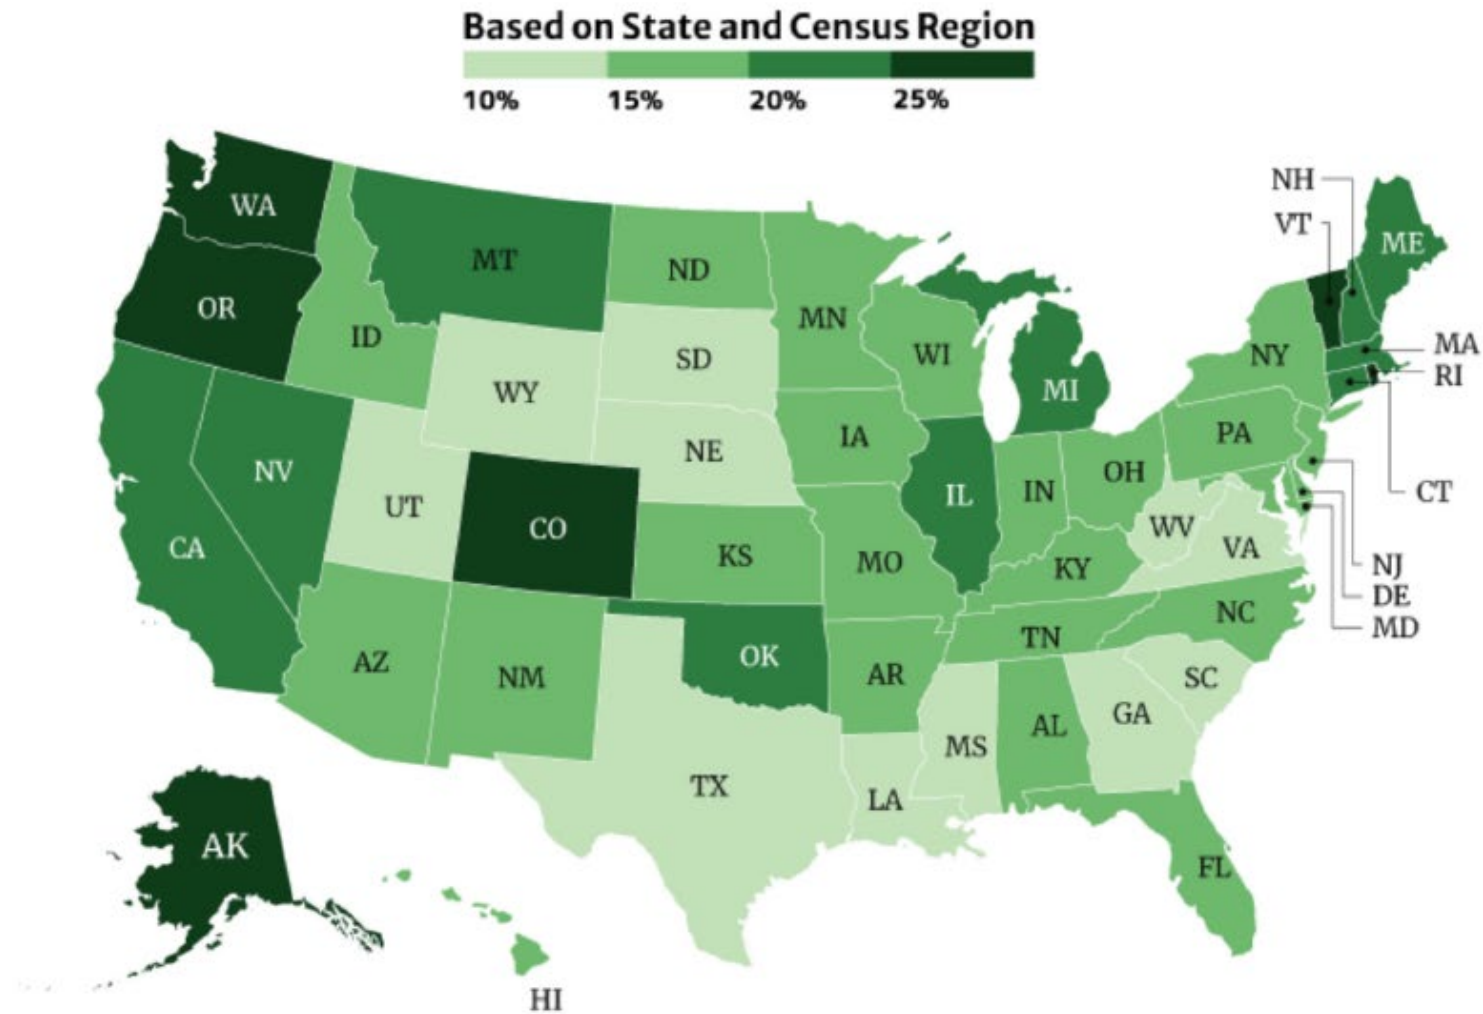 Based on State and Census Region
10% 15% 20% 25%
NH
WA
VT
ME
MT
ND
OR
MN
ID
WI
NY
MA
SD
RI
WY
MI
IA
PA
NE
NV
OH
IN
IL
CT
UT
WV
CO
VA
CA
KS
MO
NJ
KY
DE
NC
MD
TN
OK
AZ
AR
NM
SC
GA
AL
MS
TX
LA
AK
FL
HI